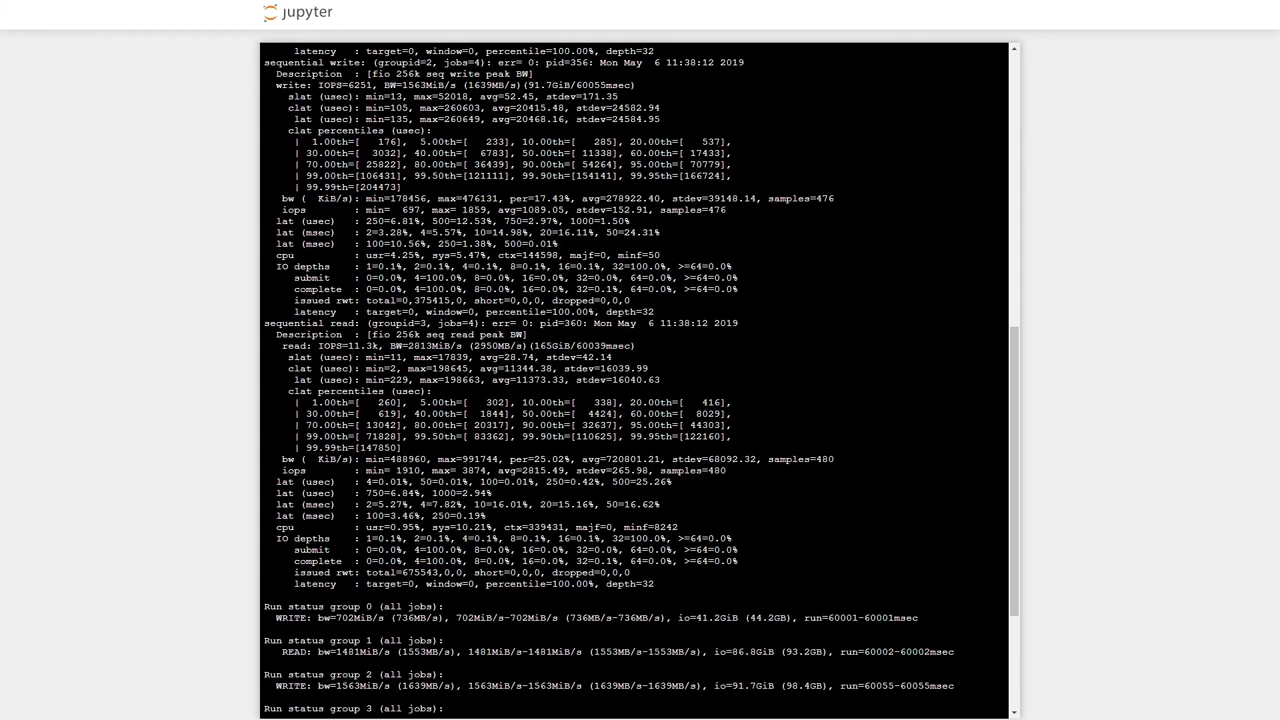 jupyter
latency : target=0, window=0, percentile=100.00%, depth=32
sequential write: (groupid=2, jobs=4): err= 0: pid=356: Mon May 6 11:38:12 2019
Description : [fio 256k seq write peak BW]
write: IOPS=6251, BW=1563MiB/s (1639MB/s)(91.7GiB/60055msec)
slat (usec): min=13, max=52018, avg=52.45, stdev=171.35
clat (usec): min=105, max=260603, avg=20415.48, stdev=24582.94
lat (usec): min=135, max=260649, avg=20468.16, stdev=24584.95
clat percentiles (usec):
| 1.00th=[ 176], 5.00th=[ 233], 10.00th=[ 285], 20.00th=[ 537],
| 30.00th=[ 3032], 40.00th=[ 6783], 50.00th=[ 11338], 60.00th=[ 17433],
| 70.00th=[ 25822], 80.00th=[ 36439], 90.00th=[ 54264], 95.00th=[ 70779],
| 99.00th=[106431], 99.50th=[121111], 99.90th=[154141], 99.95th=[166724],
| 99.99th=[204473]
bw ( KiB/s): min=178456, max=476131, per=17.43%, avg=278922.40, stdev=39148.14, samples=476
iops : min= 697, max= 1859, avg=1089.05, stdev=152.91, samples=476
lat (usec) : 250=6.81%, 500=12.53%, 750=2.97%, 1000=1.50%
lat (msec) : 2=3.28%, 4=5.57%, 10=14.98%, 20=16.11%, 50=24.31%
lat (msec) : 100=10.56%, 250=1.38%, 500=0.01%
cpu : usr=4.25%, sys=5.47%, ctx=144598, majf=0, minf=50
IO depths : 1=0.1%, 2=0.1%, 4=0.1%, 8=0.1%, 16=0.1%, 32=100.0%, >=64=0.0%
submit : 0=0.0%, 4=100.0%, 8=0.0%, 16=0.0%, 32=0.0%, 64=0.0%, >=64=0.0%
complete : 0=0.0%, 4=100.0%, 8=0.0%, 16=0.0%, 32=0.1%, 64=0.0%, >=64=0.0%
issued rwt: total=0,375415,0, short=0,0,0, dropped=0,0,0
latency : target=0, window=0, percentile=100.00%, depth=32
sequential read: (groupid=3, jobs=4): err= 0: pid=360: Mon May 6 11:38:12 2019
Description : [fio 256k seq read peak BW]
read: IOPS=11.3k, BW=2813MiB/s (2950MB/s)(165GiB/60039msec)
slat (usec): min=11, max=17839, avg=28.74, stdev=42.14
clat (usec): min=2, max=198645, avg=11344.38, stdev=16039.99
lat (usec): min=229, max=198663, avg=11373.33, stdev=16040.63
clat percentiles (usec):
| 1.00th=[ 260], 5.00th=[ 302], 10.00th=[ 338], 20.00th=[ 416],
| 30.00th=[ 619], 40.00th=[ 1844], 50.00th=[ 4424], 60.00th=[ 8029],
| 70.00th=[ 13042], 80.00th=[ 20317], 90.00th=[ 32637], 95.00th=[ 44303],
| 99.00th=[ 71828], 99.50th=[ 83362], 99.90th=[110625], 99.95th=[122160],
| 99.99th=[147850]
bw ( KiB/s): min=488960, max=991744, per=25.02%, avg=720801.21, stdev=68092.32, samples=480
iops : min= 1910, max= 3874, avg=2815.49, stdev=265.98, samples=480
lat (usec) : 4=0.01%, 50=0.01%, 100=0.01%, 250=0.42%, 500=25.26%
lat (usec) : 750=6.84%, 1000=2.94%
lat (msec) : 2=5.27%, 4=7.82%, 10=16.01%, 20=15.16%, 50=16.62%
lat (msec) : 100=3.46%, 250=0.19%
cpu : usr=0.95%, sys=10.21%, ctx=339431, majf=0, minf=8242
IO depths : 1=0.1%, 2=0.1%, 4=0.1%, 8=0.1%, 16=0.1%, 32=100.0%, >=64=0.0%
submit : 0=0.0%, 4=100.0%, 8=0.0%, 16=0.0%, 32=0.0%, 64=0.0%, >=64=0.0%
complete : 0=0.0%, 4=100.0%, 8=0.0%, 16=0.0%, 32=0.1%, 64=0.0%, >=64=0.0%
issued rwt: total=675543,0,0, short=0,0,0, dropped=0,0,0
latency : target=0, window=0, percentile=100.00%, depth=32
Run status group 0 (all jobs):
WRITE: bw=702MiB/s (736MB/s), 702MiB/s-702MiB/s (736MB/s-736MB/s), io=41.2GiB (44.2GB), run=60001-60001msec
Run status group 1 (all jobs):
READ: bw=1481MiB/s (1553MB/s), 1481MiB/s-1481MiB/s (1553MB/s-1553MB/s), io=86.8GiB (93.2GB), run=60002-60002msec
Run status group 2 (all jobs):
WRITE: bw=1563MiB/s (1639MB/s), 1563MiB/s-1563MiB/s (1639MB/s-1639MB/s), io=91.7GiB (98.4GB), run=60055-60055msec
Run status group 3 (all jobs):